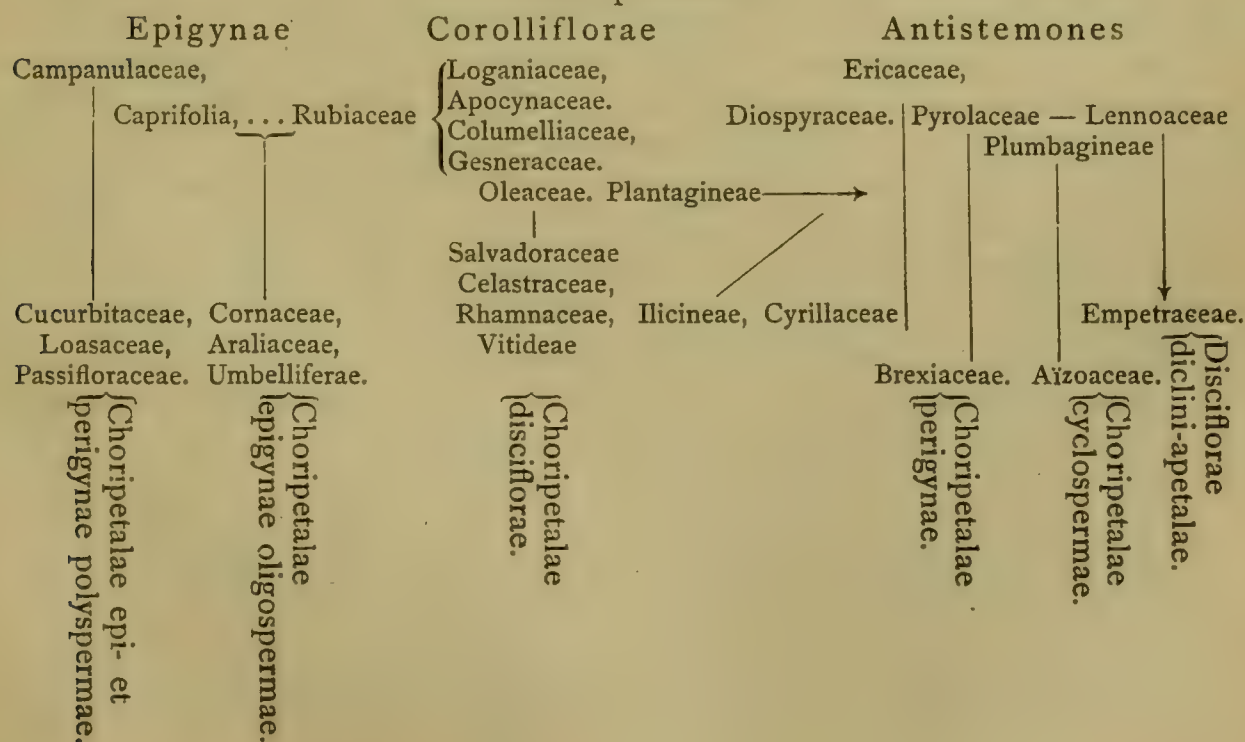 Epigynae Corolliflorae Antistemones
Campanulaceae, Loganiaceae, Ericaceae,
Apocynaceae.
Caprifolia, ... Rubiaceae Diospyraceae. Pyrolaceae — Lennoaceae
Columelliaceae, Plumbagineae
Gesneraceae.
Oleaceae. Plantagineae
Salvadoraceae
Celastraceae,
Cucurbitaceae, Cornaceae, Rhamnaceae, Ilicineae, Cyrillaceae Empetraceae.
Loasaceae, Araliaceae, Vitideae
Passifloraceae. Umbelliferae. Brexiaceae. Aïzoaceae.
Choripetalae epi- et
perigynae polyspermae.
Choripetalae
epigynae oligospermae.
Choripetalae
disciflorae.
Choripetalae
perigynae.
Choripetalae
cyclospermae.
Disciflorae
diclini-apetalae.